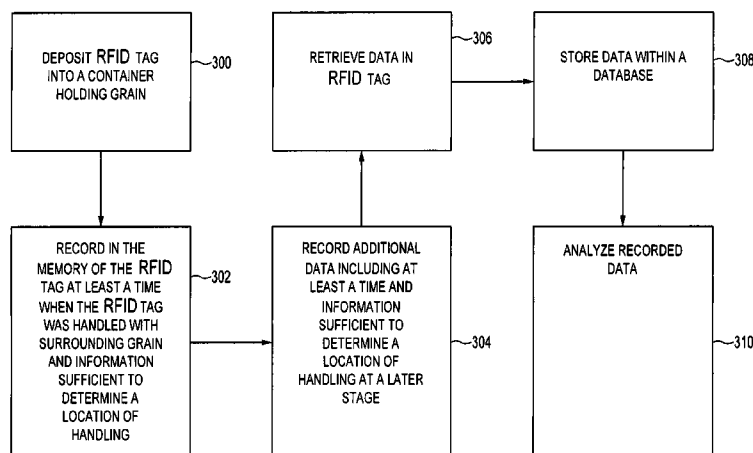 DEPOSIT RFID TAG
INTO A CONTAINER
HOLDING GRAIN
300
RECORD IN THE
MEMORY OF THE RFID
TAG AT LEAST A TIME
WHEN THE RFID TAG
WAS HANDLED WITH
SURROUNDING GRAIN
AND INFORMATION
SUFFICIENT TO
DETERMINE A
LOCATION OF
HANDLING
302
RECORD ADDITIONAL
DATA INCLUDING AT
LEAST A TIME AND
INFORMATION
SUFFICIENT TO
DETERMINE A
LOCATION OF
HANDLING AT A LATER
STAGE
304
RETRIEVE DATA IN
RFID TAG
306
STORE DATA WITHIN A
DATABASE
308
ANALYZE RECORDED
DATA
310